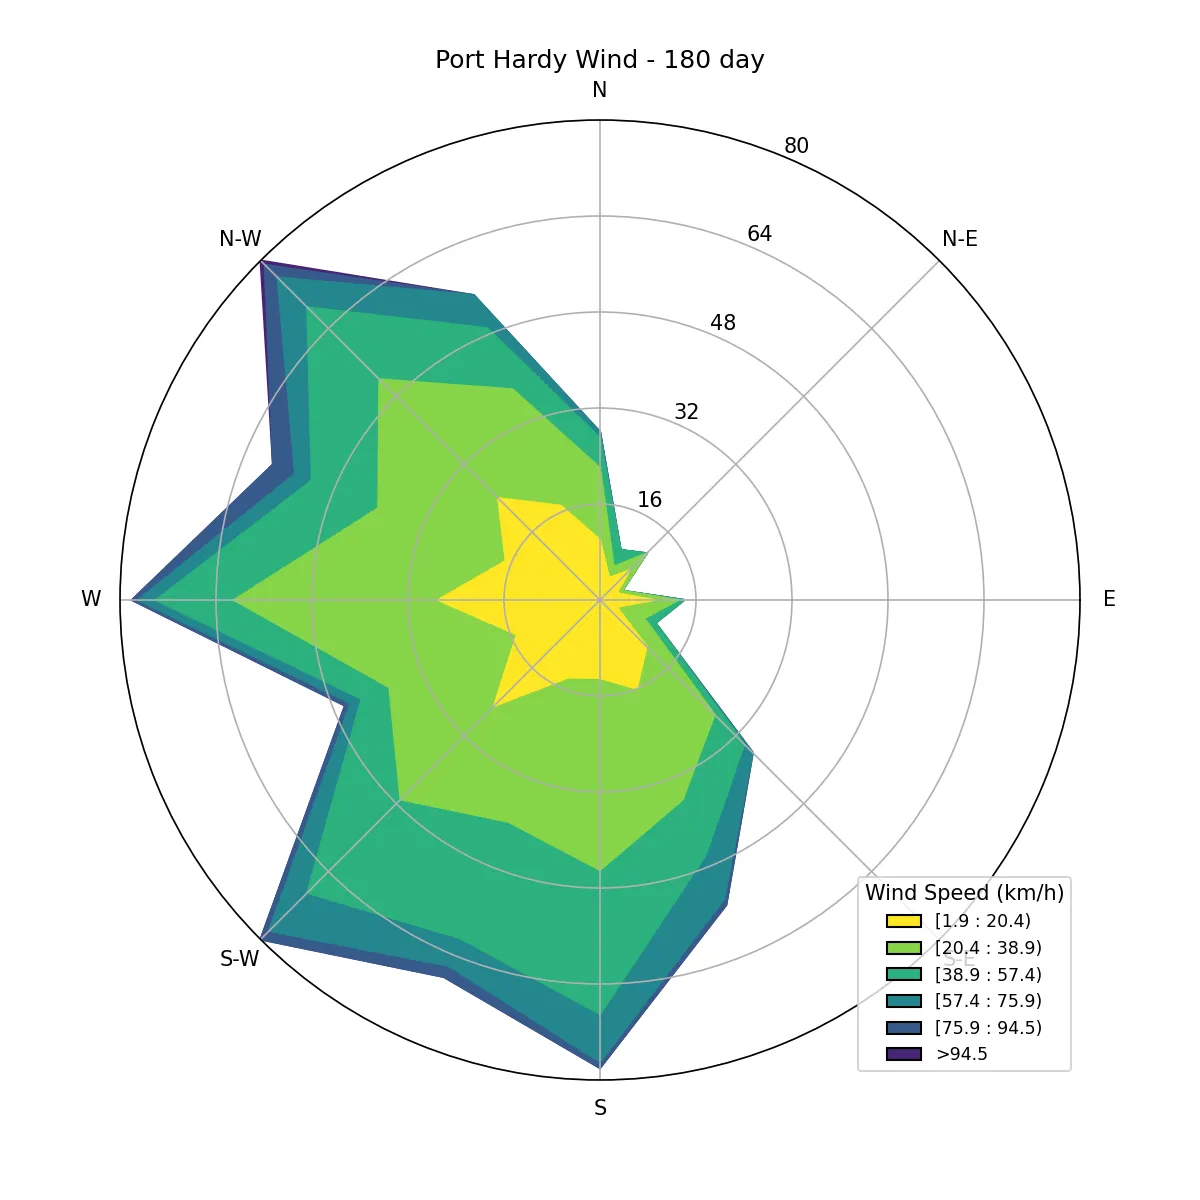 Port Hardy Wind - 180 day
N
80
N-W
N-E
64
48
32
16
W
E
Wind Speed (km/h)
[1.9 : 20.4)
[20.4 : 38.9)
S-W
S-E
[38.9 : 57.4)
[57.4 : 75.9)
[75.9 : 94.5)
>94.5
S